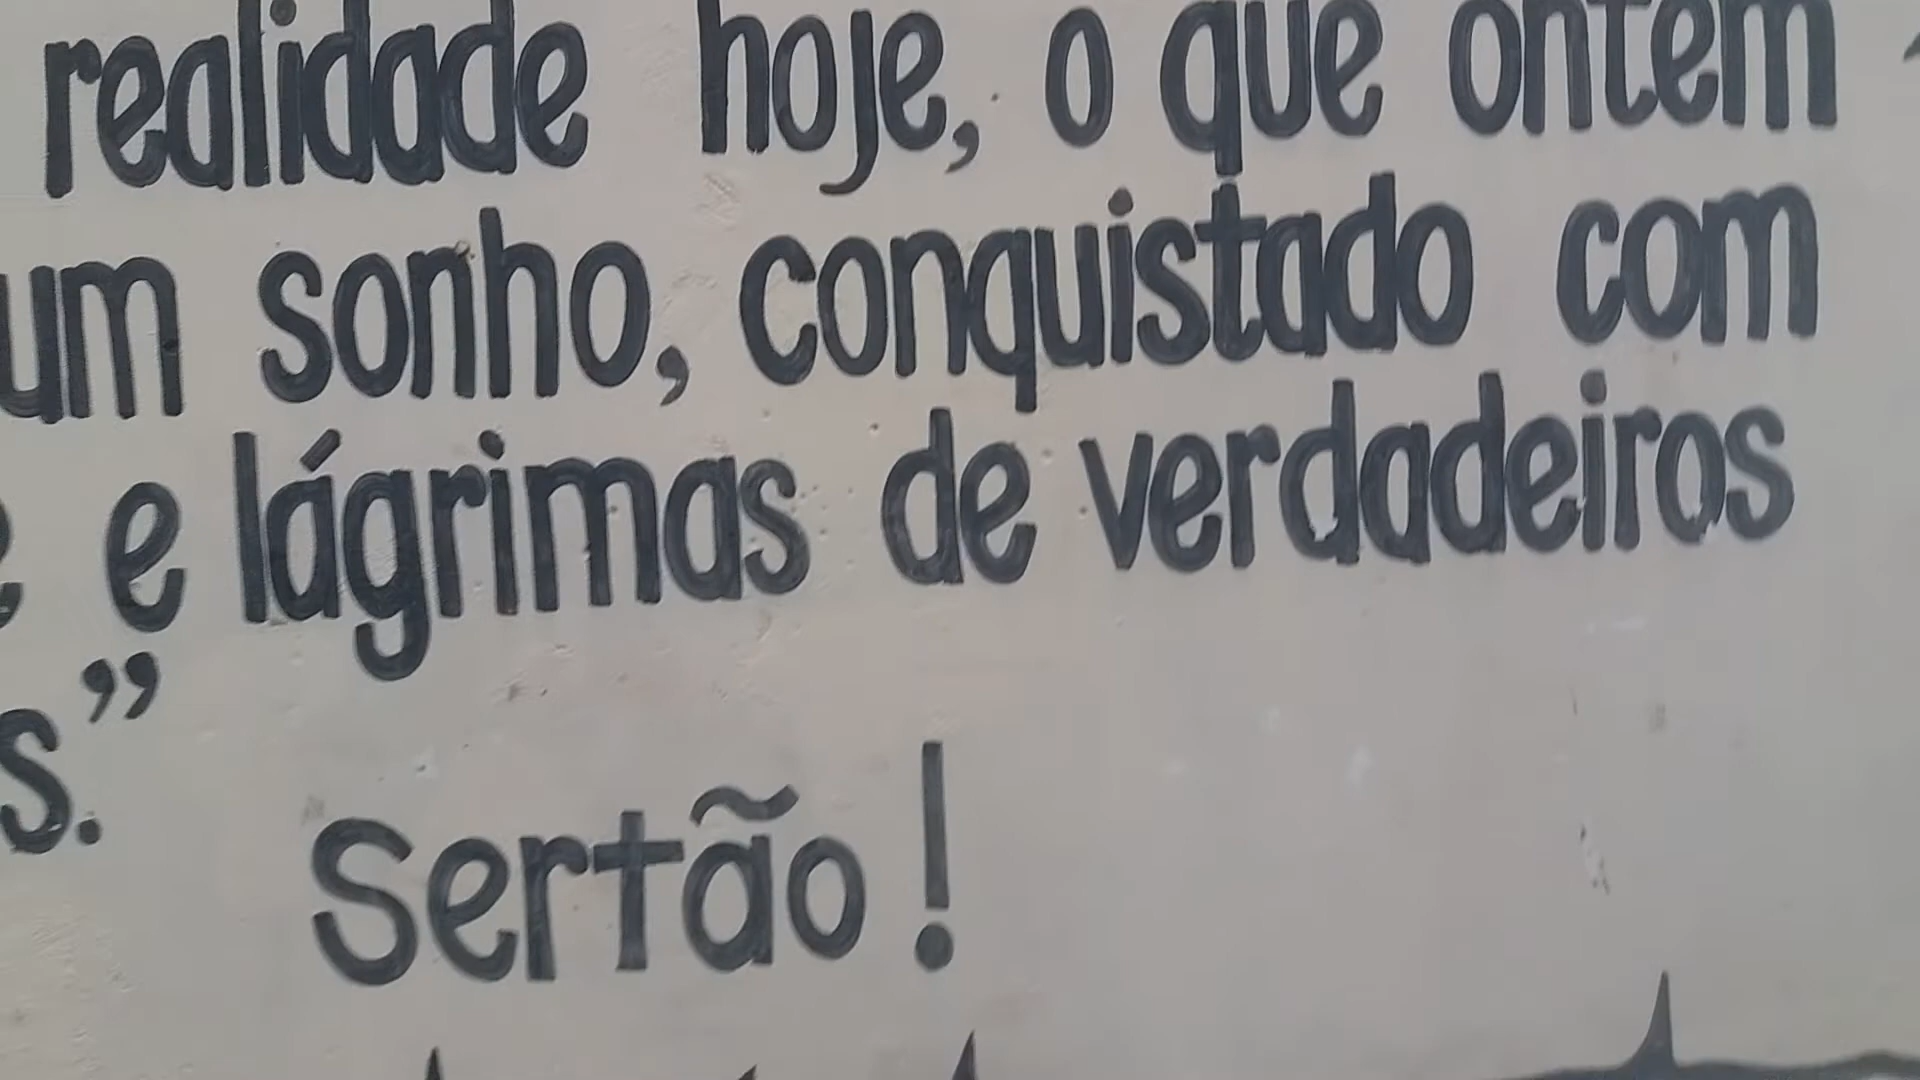 realidade hoje, o que ontem
um sonho, conquistado com
e lágrimas de verdadeiros
s.”
Sertão!